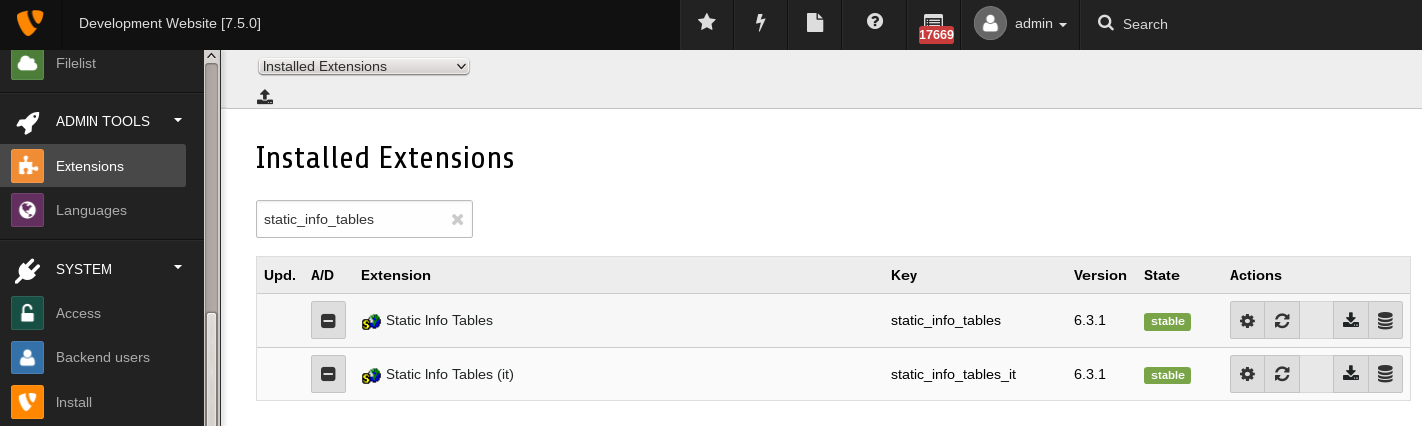 Development Website [7.5.0]
17669
admin
Search
Filelist
ADMIN TOOLS
Extensions
Languages
SYSTEM
Access
Backend users
Install
Installed Extensions
Installed Extensions
static_info_tables
Upd. A/D Extension Key Version State Actions
Static Info Tables static_info_tables 6.3.1 stable
Static Info Tables (it) static_info_tables_it 6.3.1 stable